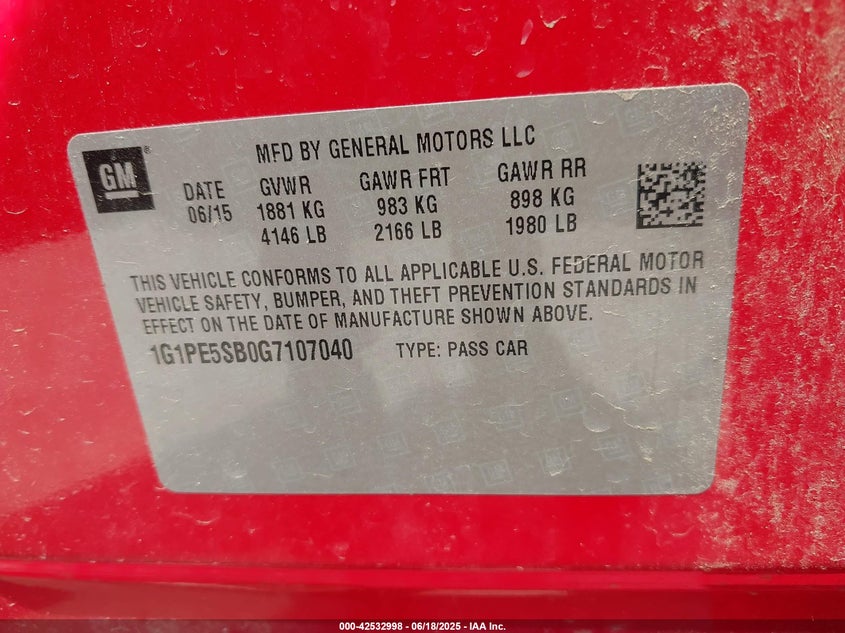 MFD BY GENERAL MOTORS LLC
GM®
DATE GVWR GAWR FRT GAWR RR
06/15 1881 KG 983 KG 898 KG
4146 LB 2166 LB 1980 LB
THIS VEHICLE CONFORMS TO ALL APPLICABLE U.S. FEDERAL MOTOR
VEHICLE SAFETY, BUMPER, AND THEFT PREVENTION STANDARDS IN
EFFECT ON THE DATE OF MANUFACTURE SHOWN ABOVE.
1G1PE5SB0G7107040 TYPE: PASS CAR
000-42532998 - 06/18/2025 - IAA Inc.